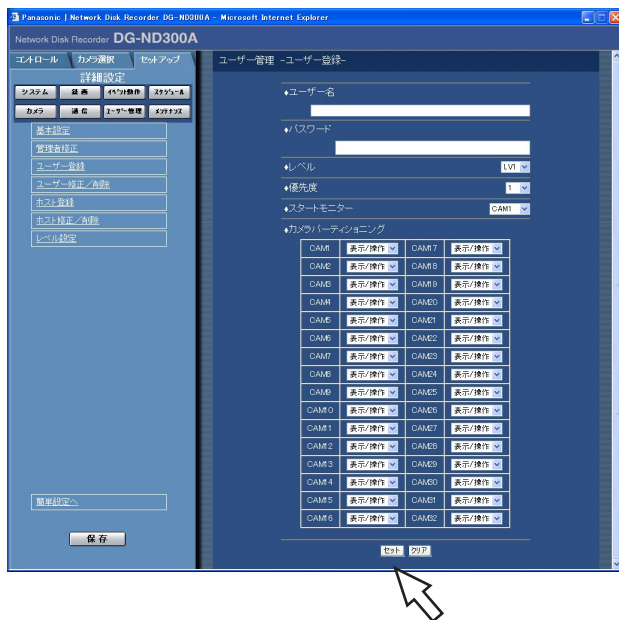 Panasonic | Network Disk Recorder DG-ND300A - Microsoft Internet Explorer
Network Disk Recorder DG-ND300A
コントロール カメラ選択 セットアップ
詳細設定
システム 録画 イベント動作 スケジュール
カメラ 通信 ユーザー管理 メンテナンス
基本設定
管理者修正
ユーザー登録
ユーザー修正／削除
ホスト登録
ホスト修正／削除
レベル設定
簡単設定へ
保存
ユーザー管理 -ユーザー登録-
♦ユーザー名
♦パスワード
♦レベル LV1
♦優先度 1
♦スタートモニター CAM1
♦カメラパーティショニング
CAM1 表示/操作 CAM17 表示/操作
CAM2 表示/操作 CAM18 表示/操作
CAM3 表示/操作 CAM19 表示/操作
CAM4 表示/操作 CAM20 表示/操作
CAM5 表示/操作 CAM21 表示/操作
CAM6 表示/操作 CAM22 表示/操作
CAM7 表示/操作 CAM23 表示/操作
CAM8 表示/操作 CAM24 表示/操作
CAM9 表示/操作 CAM25 表示/操作
CAM10 表示/操作 CAM26 表示/操作
CAM11 表示/操作 CAM27 表示/操作
CAM12 表示/操作 CAM28 表示/操作
CAM13 表示/操作 CAM29 表示/操作
CAM14 表示/操作 CAM30 表示/操作
CAM15 表示/操作 CAM31 表示/操作
CAM16 表示/操作 CAM32 表示/操作
セット クリア